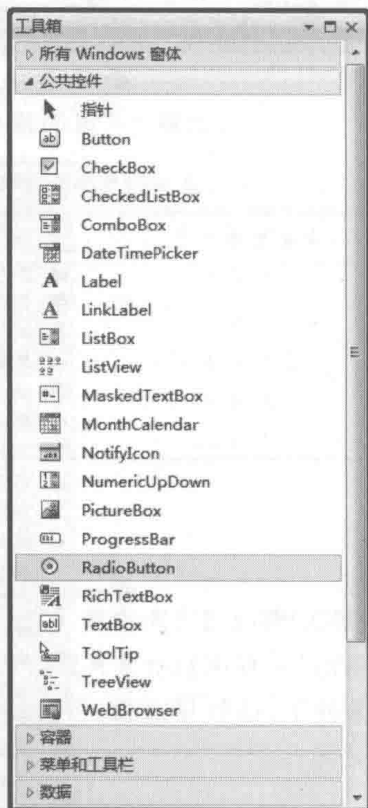 工具箱
所有 Windows 窗体
公共控件
指针
Button
CheckBox
CheckedListBox
ComboBox
DateTimePicker
Label
LinkLabel
ListBox
ListView
MaskedTextBox
MonthCalendar
NotifyIcon
NumericUpDown
PictureBox
ProgressBar
RadioButton
RichTextBox
TextBox
ToolTip
TreeView
WebBrowser
容器
菜单和工具栏
数据